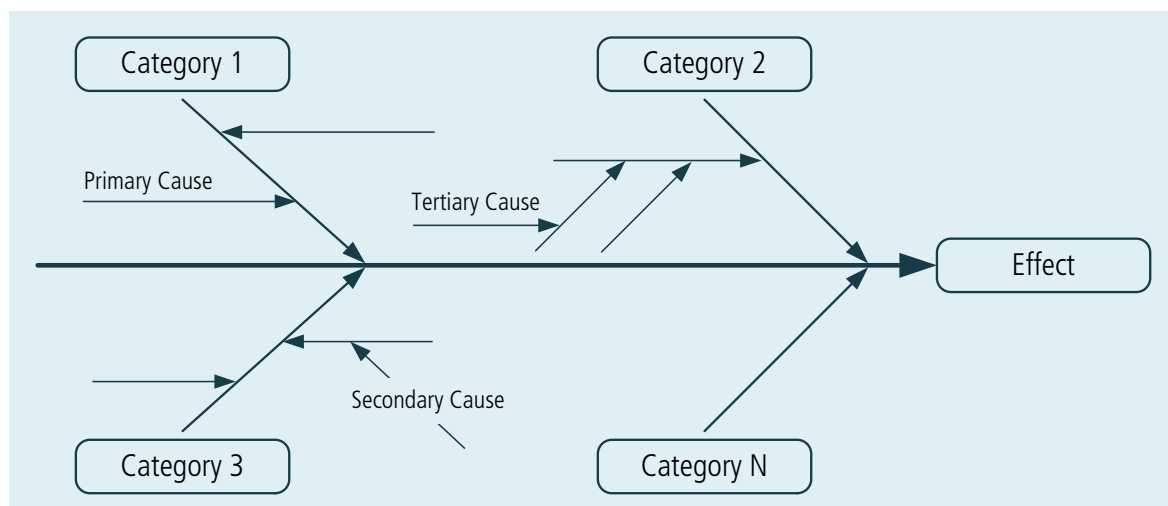 Category 1
Category 2
Primary Cause
Tertiary Cause
Effect
Secondary Cause
Category 3
Category N